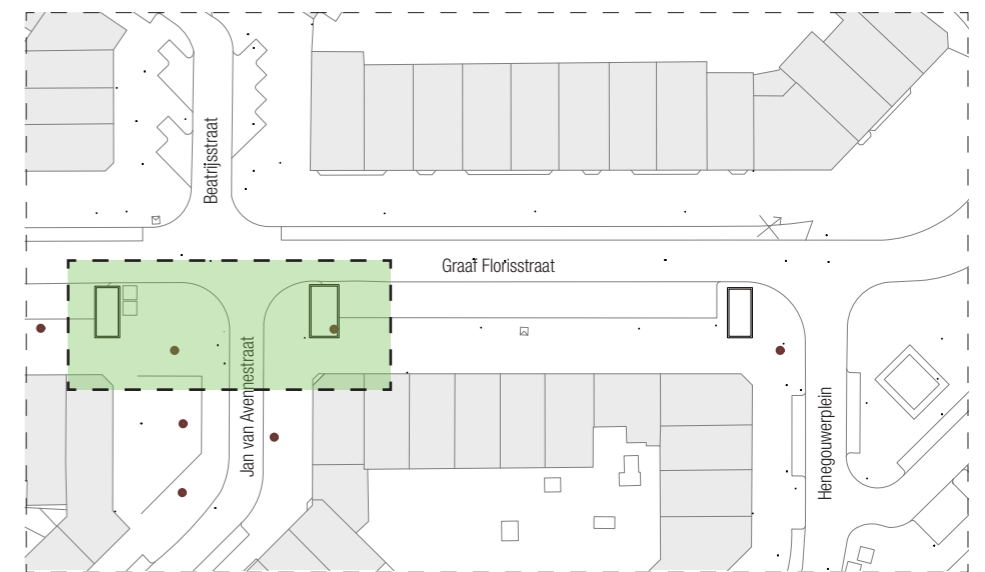 Beatrijsstraat
Graaf Florisstraat
Jan van Avennestraat
Henegouwerplein